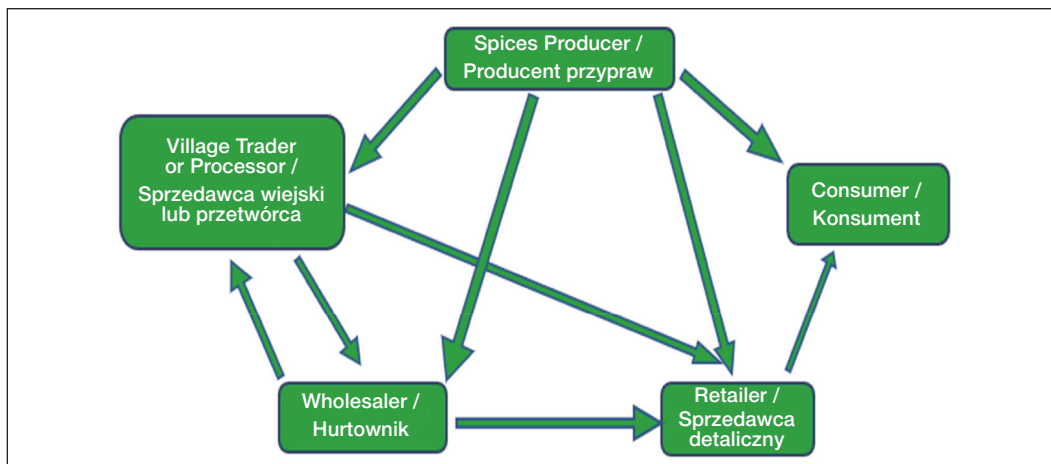 Spices Producer /
Producent przypraw
Village Trader
or Processor /
Sprzedawca wiejski
lub przetwórca
Consumer /
Konsument
Wholesaler /
Hurtownik
Retailer /
Sprzedawca
detaliczny